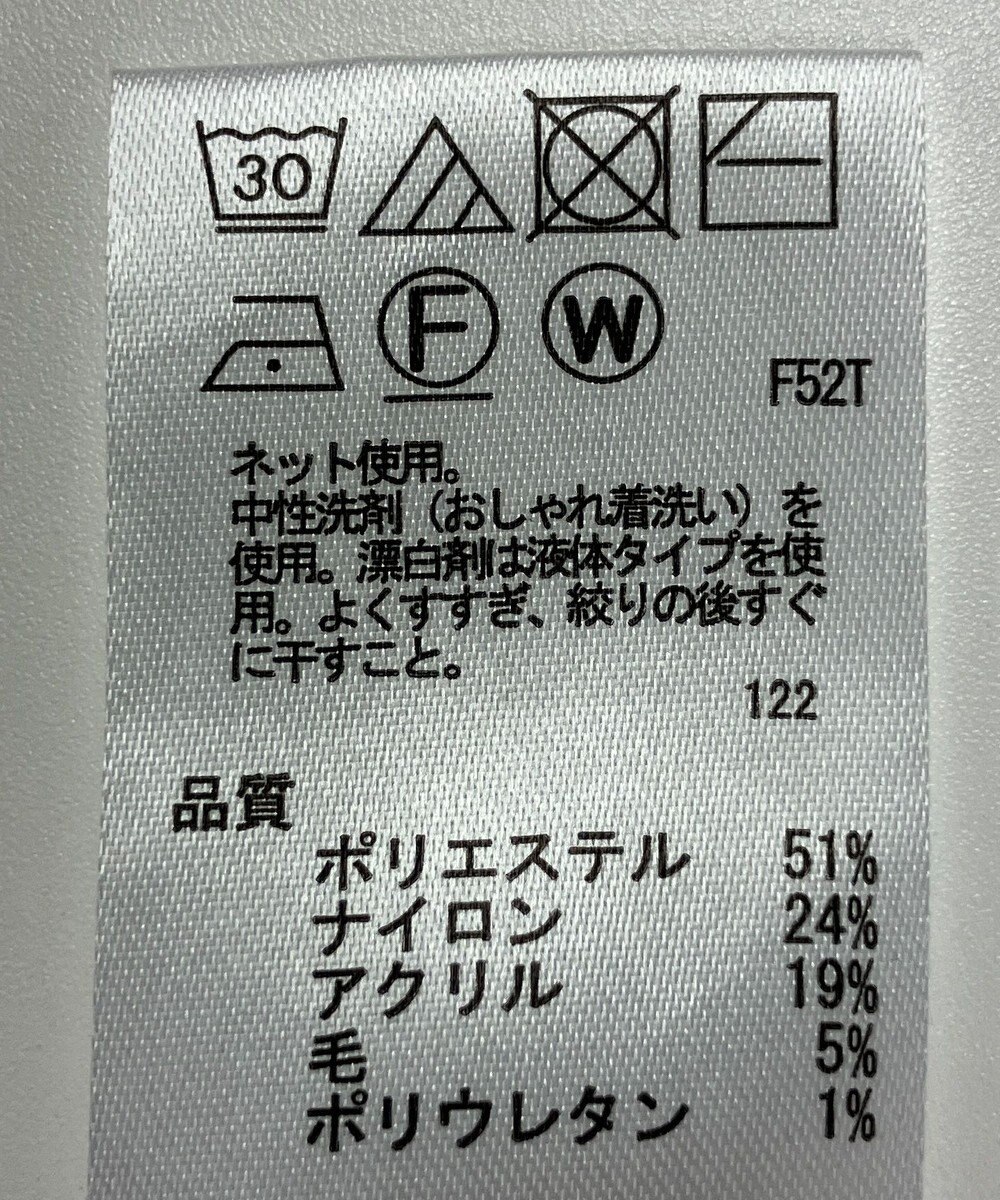 30
F W
F52T
ネット使用。
中性洗剤（おしゃれ着洗い）を
使用。漂白剤は液体タイプを使
用。よくすすぎ、絞りの後すぐ
に干すこと。
122
品質
ポリエステル 51%
ナイロン 24%
アクリル 19%
毛 5%
ポリウレタン 1%